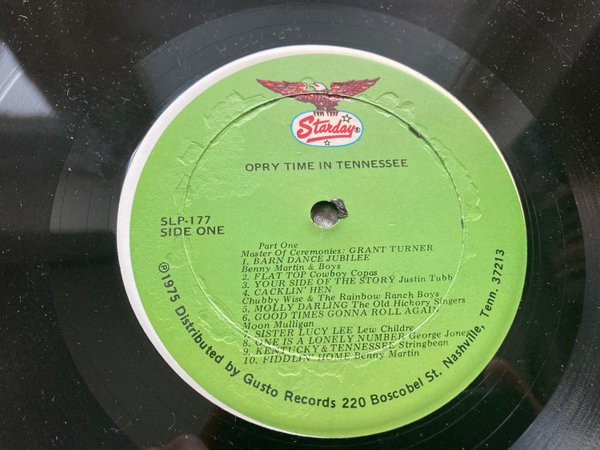 Starday®
OPRY TIME IN TENNESSEE
SLP-177
SIDE ONE
Part One
Master Of Ceremonies: GRANT TURNER
1. BARN DANCE JUBILEE
Benny Martin & Boys
2. FLAT TOP Cowboy Copas
3. YOUR SIDE OF THE STORY Justin Tubb
4. CACKLIN' HEN
Chubby Wise & The Rainbow Ranch Boys
5. MOLLY DARLING The Old Hickory Singers
6. GOOD TIMES GONNA ROLL AGAIN
Moon Mulligan
7. SISTER LUCY LEE Lew Childre
8. ONE IS A LONELY NUMBER George Jones
9. KENTUCKY & TENNESSEE Stringbean
10. FIDDLIN' HOME Benny Martin
℗1975 Distributed by Gusto Records 220 Boscobel St. Nashville, Tenn. 37213